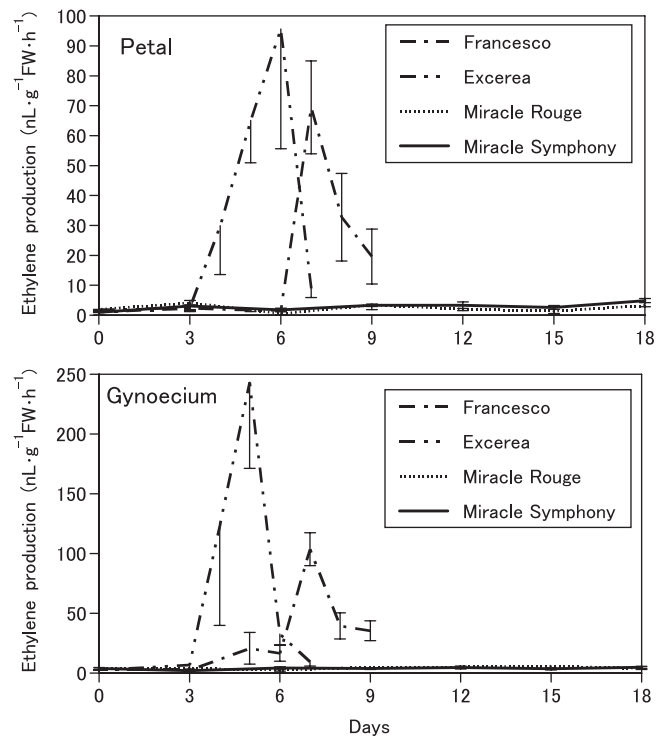 Ethylene production (nL·g⁻¹FW·h⁻¹)
100
90
80
70
60
50
40
30
20
10
0
Petal
Francesco
Excerea
Miracle Rouge
Miracle Symphony
0 3 6 9 12 15 18
Ethylene production (nL·g⁻¹FW·h⁻¹)
250
200
150
100
50
0
Gynoecium
Francesco
Excerea
Miracle Rouge
Miracle Symphony
0 3 6 9 12 15 18
Days